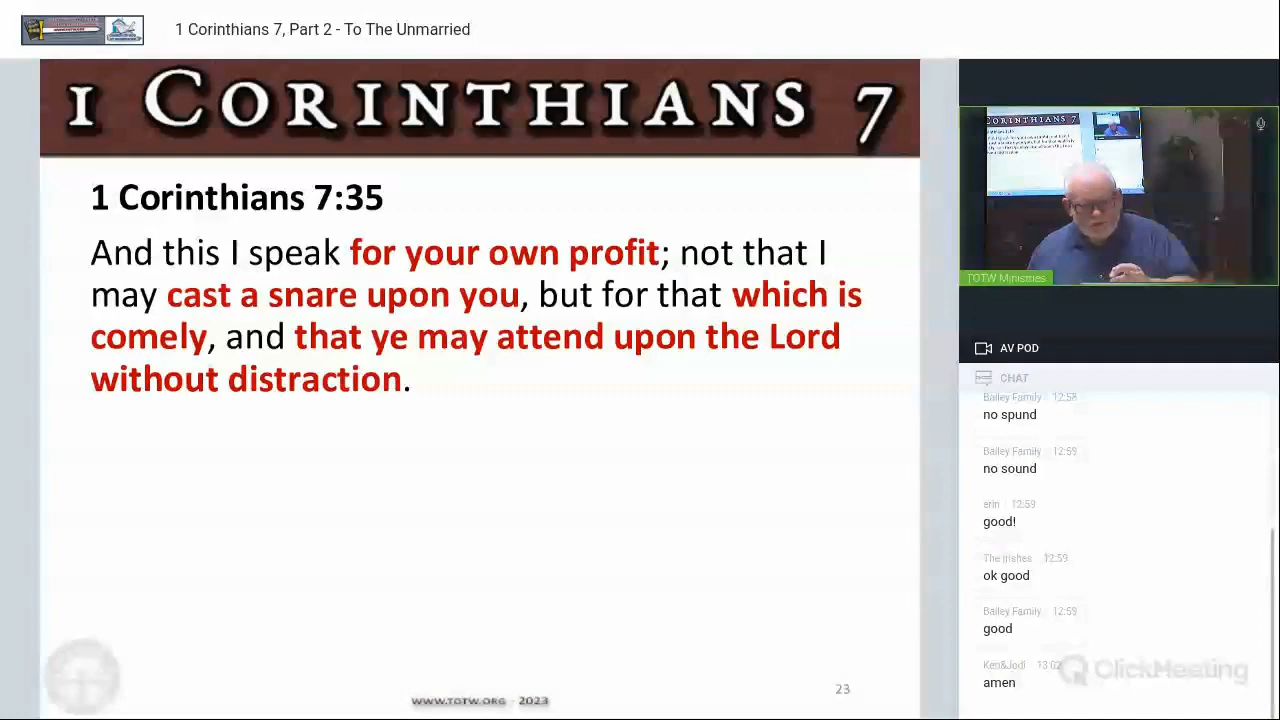 1 Corinthians 7, Part 2 - To The Unmarried
1 CORINTHIANS 7
1 Corinthians 7:35
And this I speak for your own profit; not that I
may cast a snare upon you, but for that which is
comely, and that ye may attend upon the Lord
without distraction.
WWW.TOTW.ORG - 2023
23
CORINTHIANS 7
TOTW Ministries
AV POD
CHAT
Bailey Family 12:58
no spund
Bailey Family 12:59
no sound
erin 12:59
good!
The Irishes 12:59
ok good
Bailey Family 12:59
good
Ken&Jodi 13:02
amen
ClickMeeting